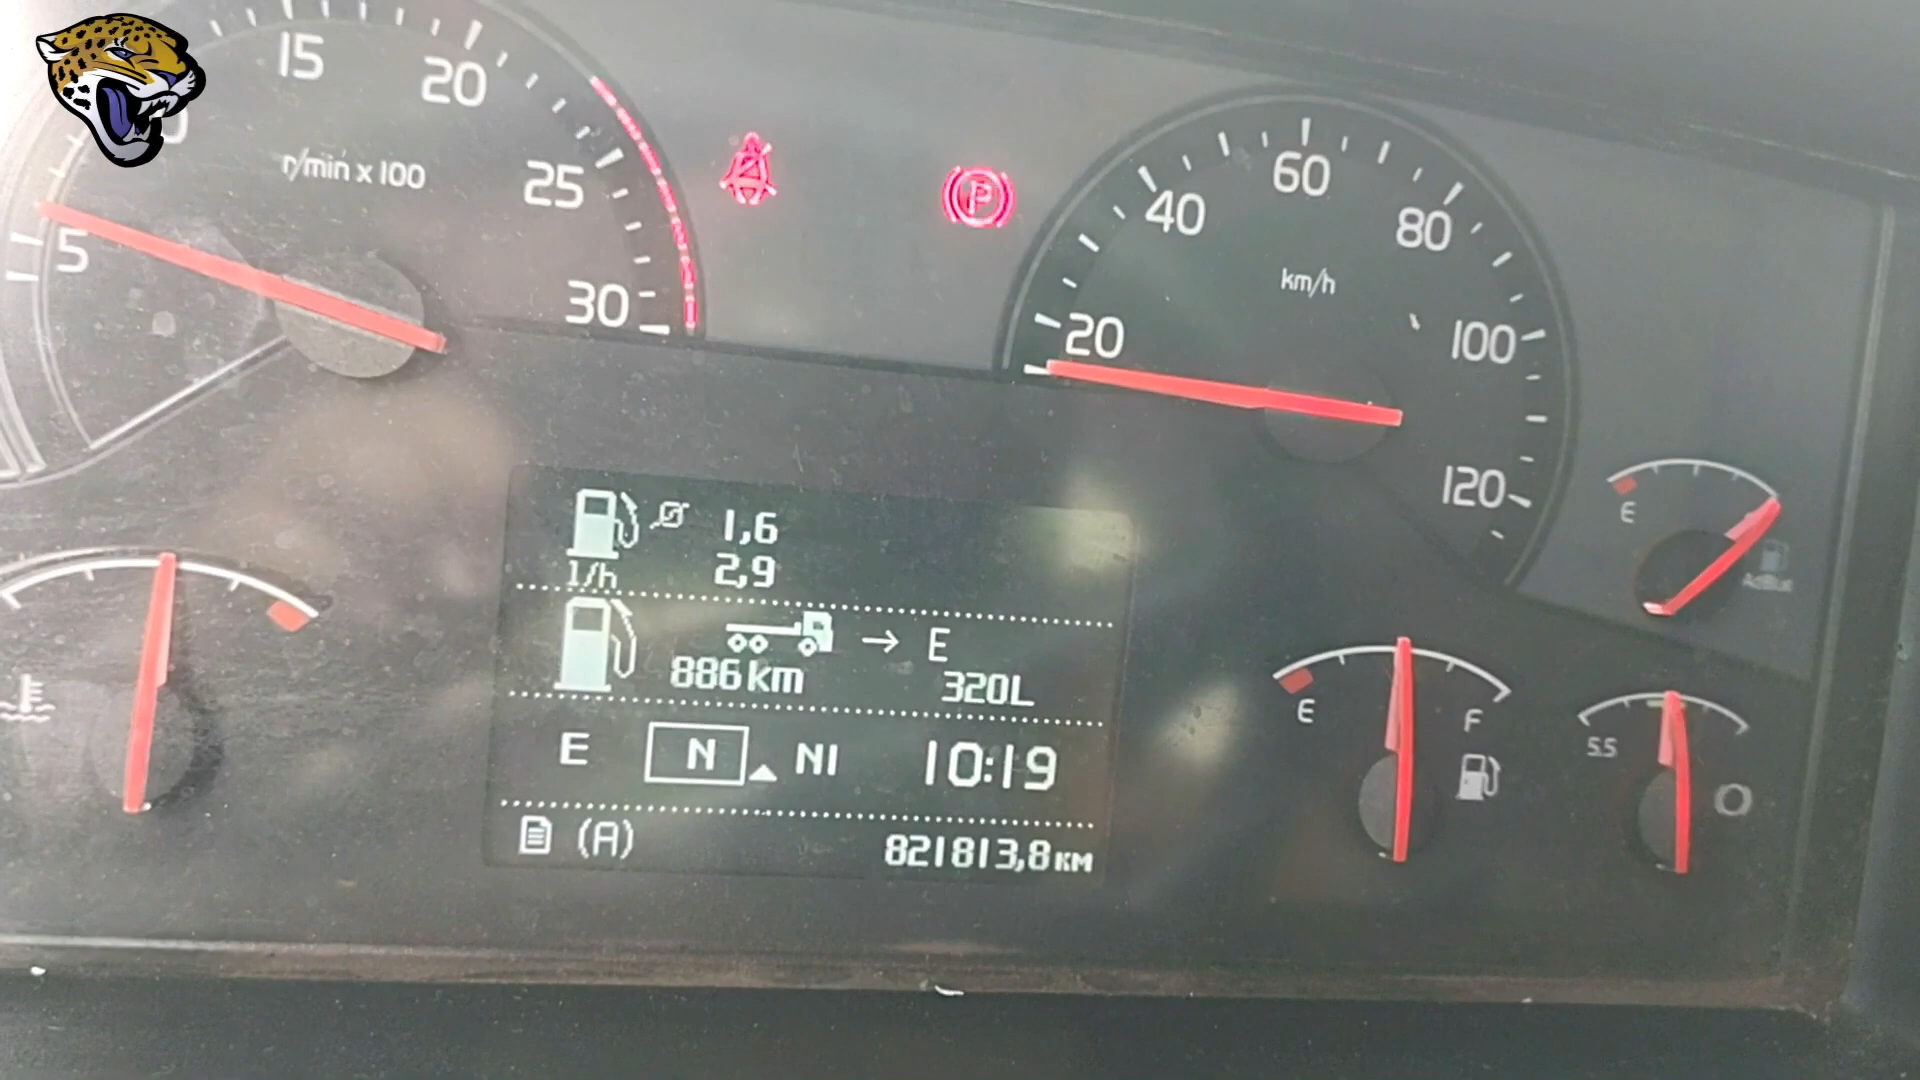 15
20
r/min x 100
25
5
30
60
40
80
km/h
20
100
120
1,6
2,9
l/h
E
886 km
320L
E N N1 10:19
(A)
821813,8 KM
E
E
F
5.5